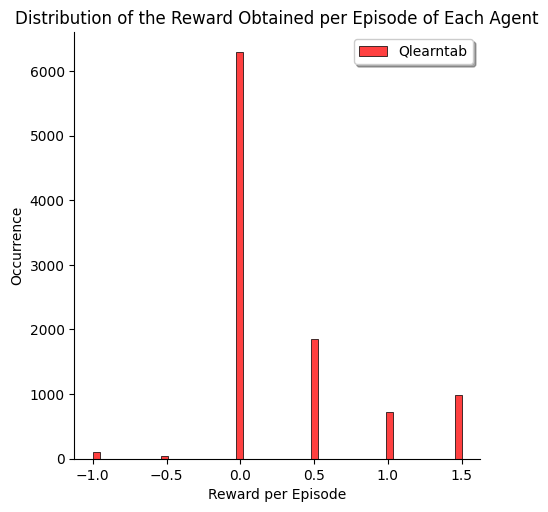 Distribution of the Reward Obtained per Episode of Each Agent
Qlearntab
6000
5000
4000
3000
2000
1000
0
Occurrence
−1.0 −0.5 0.0 0.5 1.0 1.5
Reward per Episode